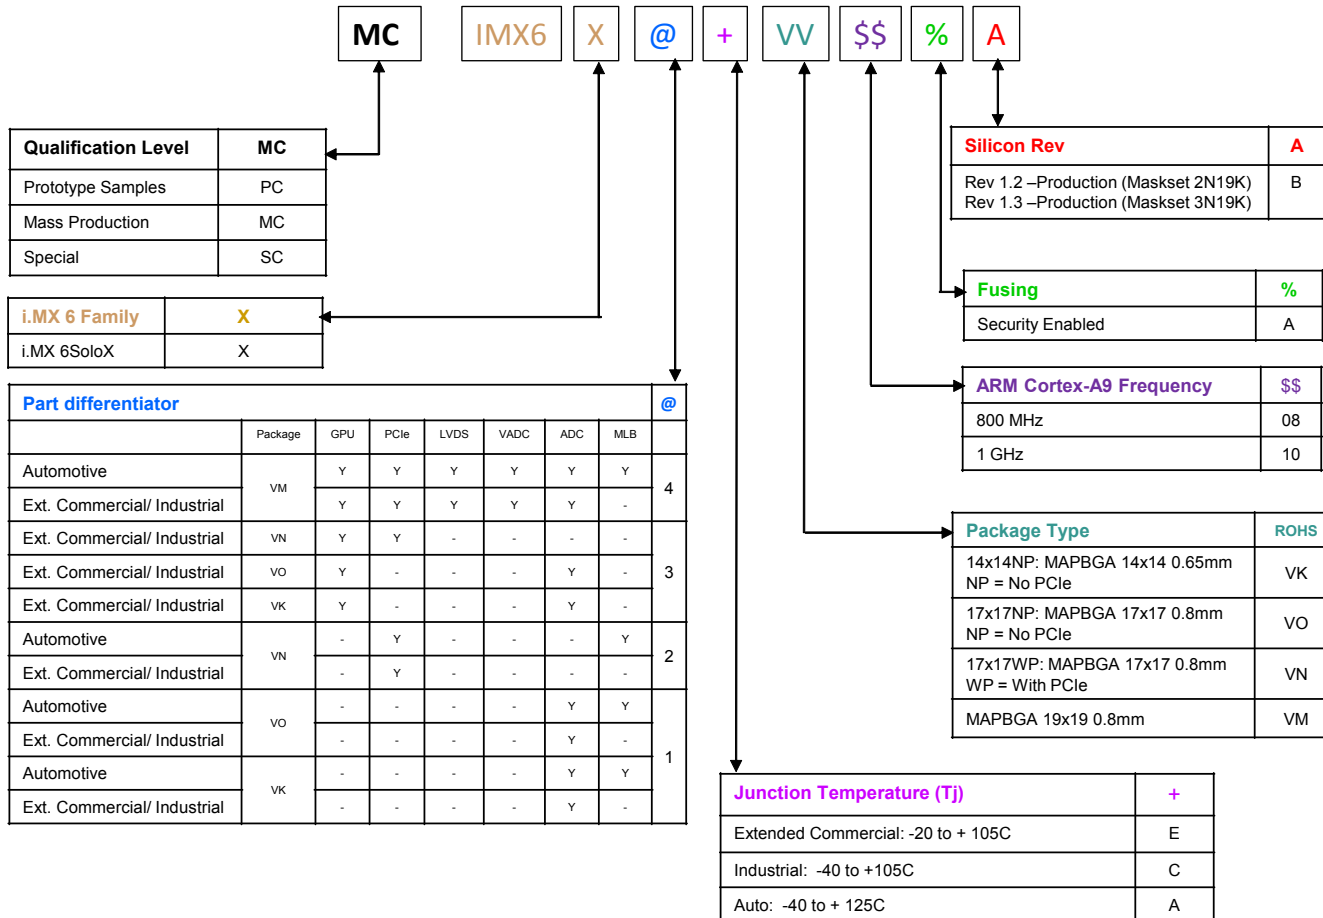 MC IMX6 X @ + VV $$ % A
Qualification Level MC
Prototype Samples PC
Mass Production MC
Special SC
i.MX 6 Family X
i.MX 6SoloX X
Part differentiator @
Package GPU PCIe LVDS VADC ADC MLB
Automotive VM Y Y Y Y Y Y 4
Ext. Commercial/ Industrial Y Y Y Y Y -
Ext. Commercial/ Industrial VN Y Y - - - - 3
Ext. Commercial/ Industrial VO Y - - - Y -
Ext. Commercial/ Industrial VK Y - - - Y -
Automotive VN - Y - - - Y 2
Ext. Commercial/ Industrial - Y - - - -
Automotive VO - - - - Y Y 1
Ext. Commercial/ Industrial - - - - Y -
Automotive VK - - - - Y Y
Ext. Commercial/ Industrial - - - - Y -
Silicon Rev A
Rev 1.2 –Production (Maskset 2N19K) B
Rev 1.3 –Production (Maskset 3N19K)
Fusing %
Security Enabled A
ARM Cortex-A9 Frequency $$
800 MHz 08
1 GHz 10
Package Type ROHS
14x14NP: MAPBGA 14x14 0.65mm VK
NP = No PCIe
17x17NP: MAPBGA 17x17 0.8mm VO
NP = No PCIe
17x17WP: MAPBGA 17x17 0.8mm VN
WP = With PCIe
MAPBGA 19x19 0.8mm VM
Junction Temperature (Tj) +
Extended Commercial: -20 to + 105C E
Industrial: -40 to +105C C
Auto: -40 to + 125C A